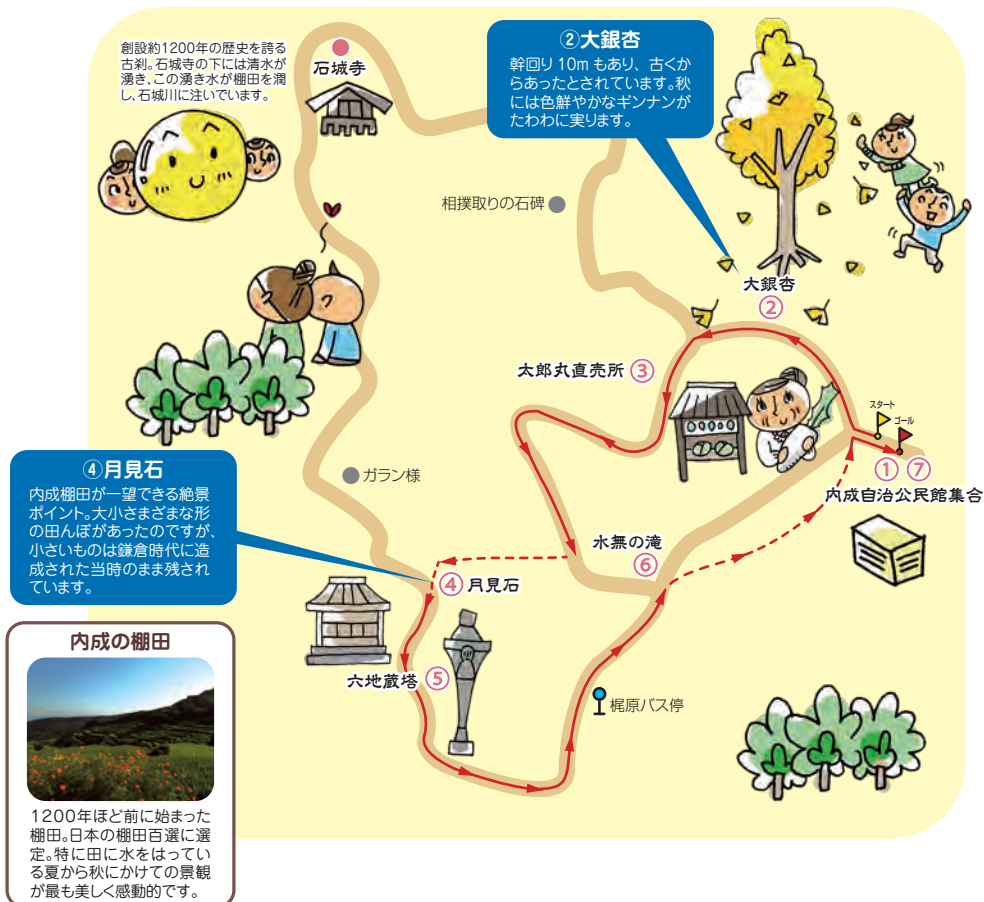 創設約1200年の歴史を誇る
古刹。石城寺の下には清水が
湧き、この湧き水が棚田を潤
し、石城川に注いでいます。
石城寺
②大銀杏
幹回り10mもあり、古くか
らあったとされています。秋
には色鮮やかなギンナンが
たわわに実ります。
相撲取りの石碑
大銀杏
②
太郎丸直売所 ③
スタート
ゴール
① ⑦
内成自治公民館集合
ガラン様
④月見石
内成棚田が一望できる絶景
ポイント。大小さまざまな形
の田んぼがあったのですが、
小さいものは鎌倉時代に造
成された当時のまま残され
ています。
水無の滝
⑥
④月見石
六地蔵塔 ⑤
梶原バス停
内成の棚田
1200年ほど前に始まった
棚田。日本の棚田百選に選
定。特に田に水をはってい
る夏から秋にかけての景観
が最も美しく感動的です。